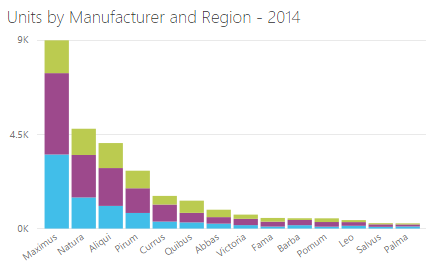 Units by Manufacturer and Region - 2014
9K
4.5K
0K
Maximus
Natura
Aliqui
Pirum
Currus
Quibus
Abbas
Victoria
Fama
Barba
Pomum
Leo
Salvus
Palma